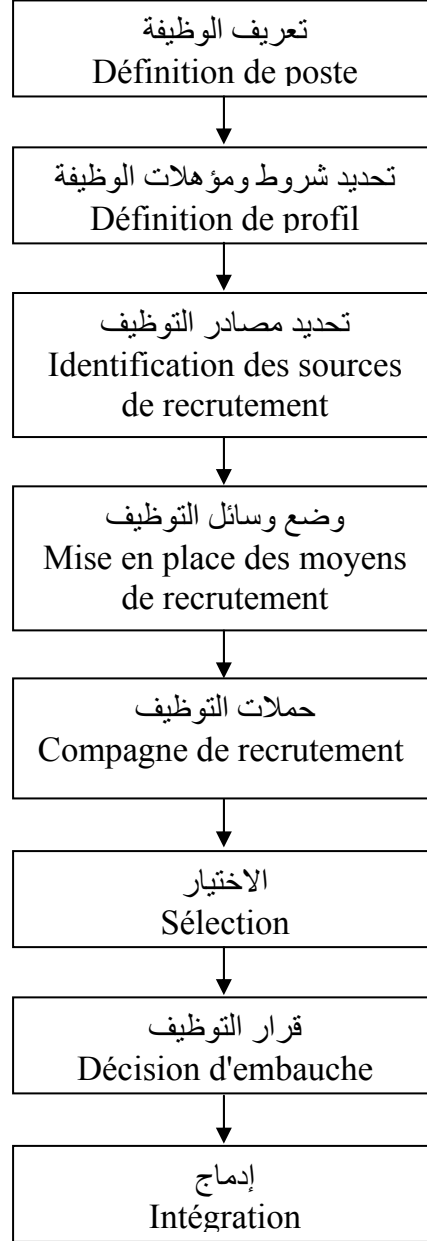 تعريف الوظيفة
Définition de poste
تحديد شروط ومؤهلات الوظيفة
Définition de profil
تحديد مصادر التوظيف
Identification des sources
de recrutement
وضع وسائل التوظيف
Mise en place des moyens
de recrutement
حملات التوظيف
Compagne de recrutement
الاختيار
Sélection
قرار التوظيف
Décision d'embauche
إدماج
Intégration